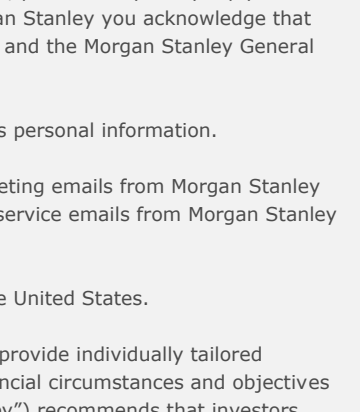 an Stanley you acknowledge that
and the Morgan Stanley General
s personal information.
eting emails from Morgan Stanley
service emails from Morgan Stanley
e United States.
provide individually tailored
ncial circumstances and objectives
ey”) recommends that investors